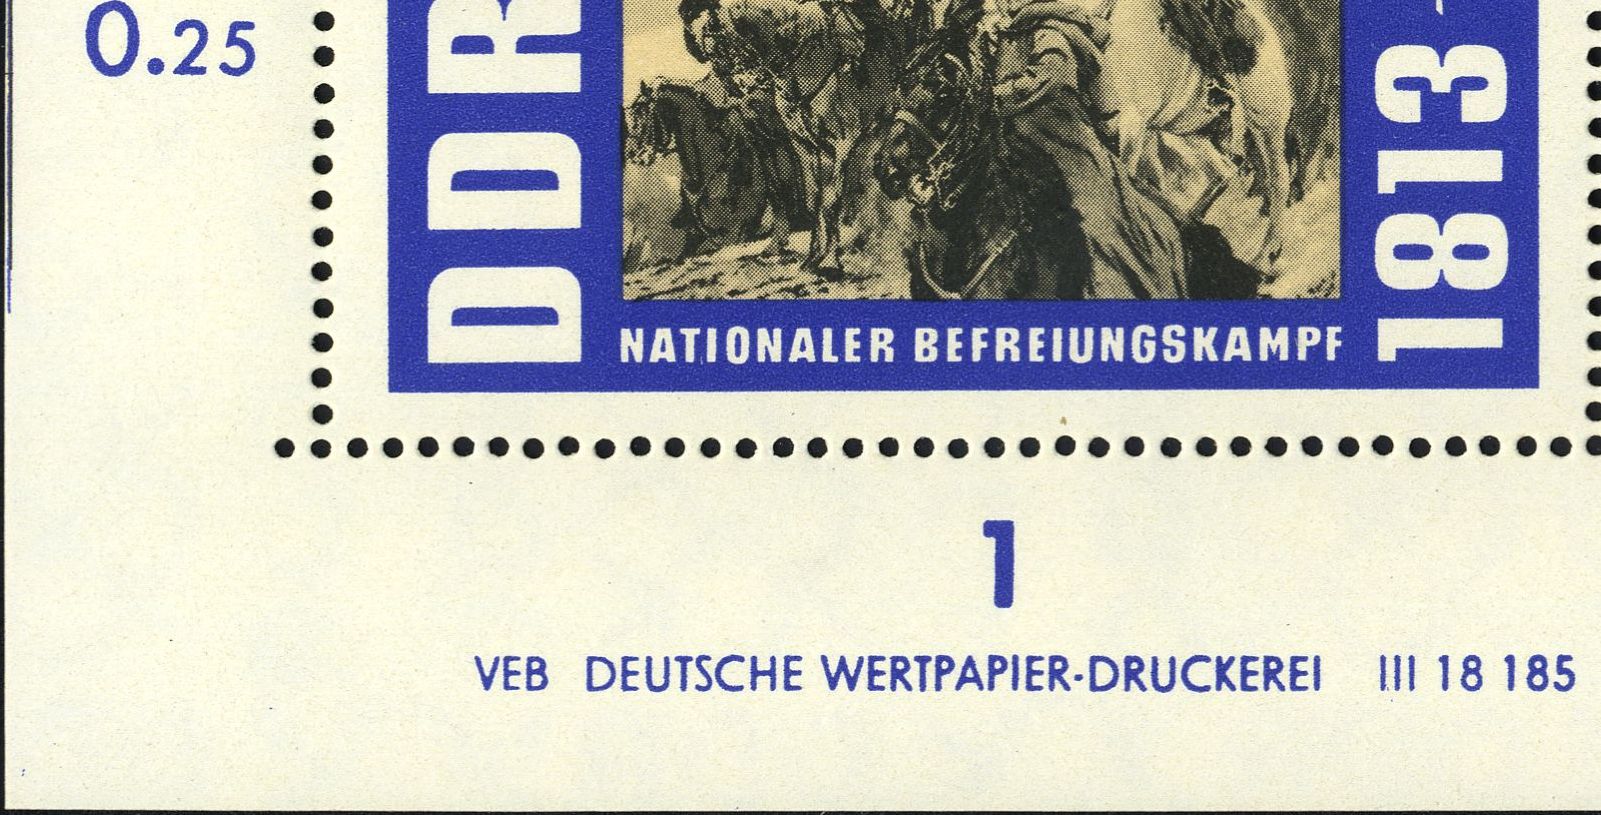 0.25
DDR
1813-
NATIONALER BEFREIUNGSKAMPF
1
VEB DEUTSCHE WERTPAPIER-DRUCKEREI III 18 185